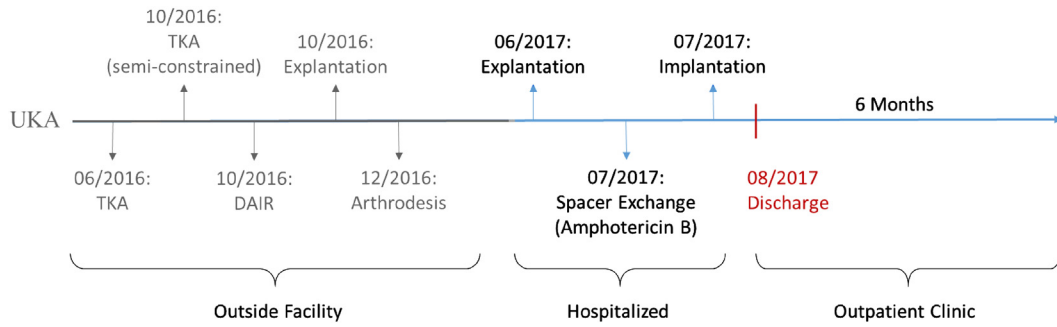 10/2016:
TKA
(semi-constrained)
10/2016:
Explantation
06/2017:
Explantation
07/2017:
Implantation
UKA
6 Months
06/2016:
TKA
10/2016:
DAIR
12/2016:
Arthrodesis
07/2017:
Spacer Exchange
(Amphotericin B)
08/2017
Discharge
Outside Facility
Hospitalized
Outpatient Clinic